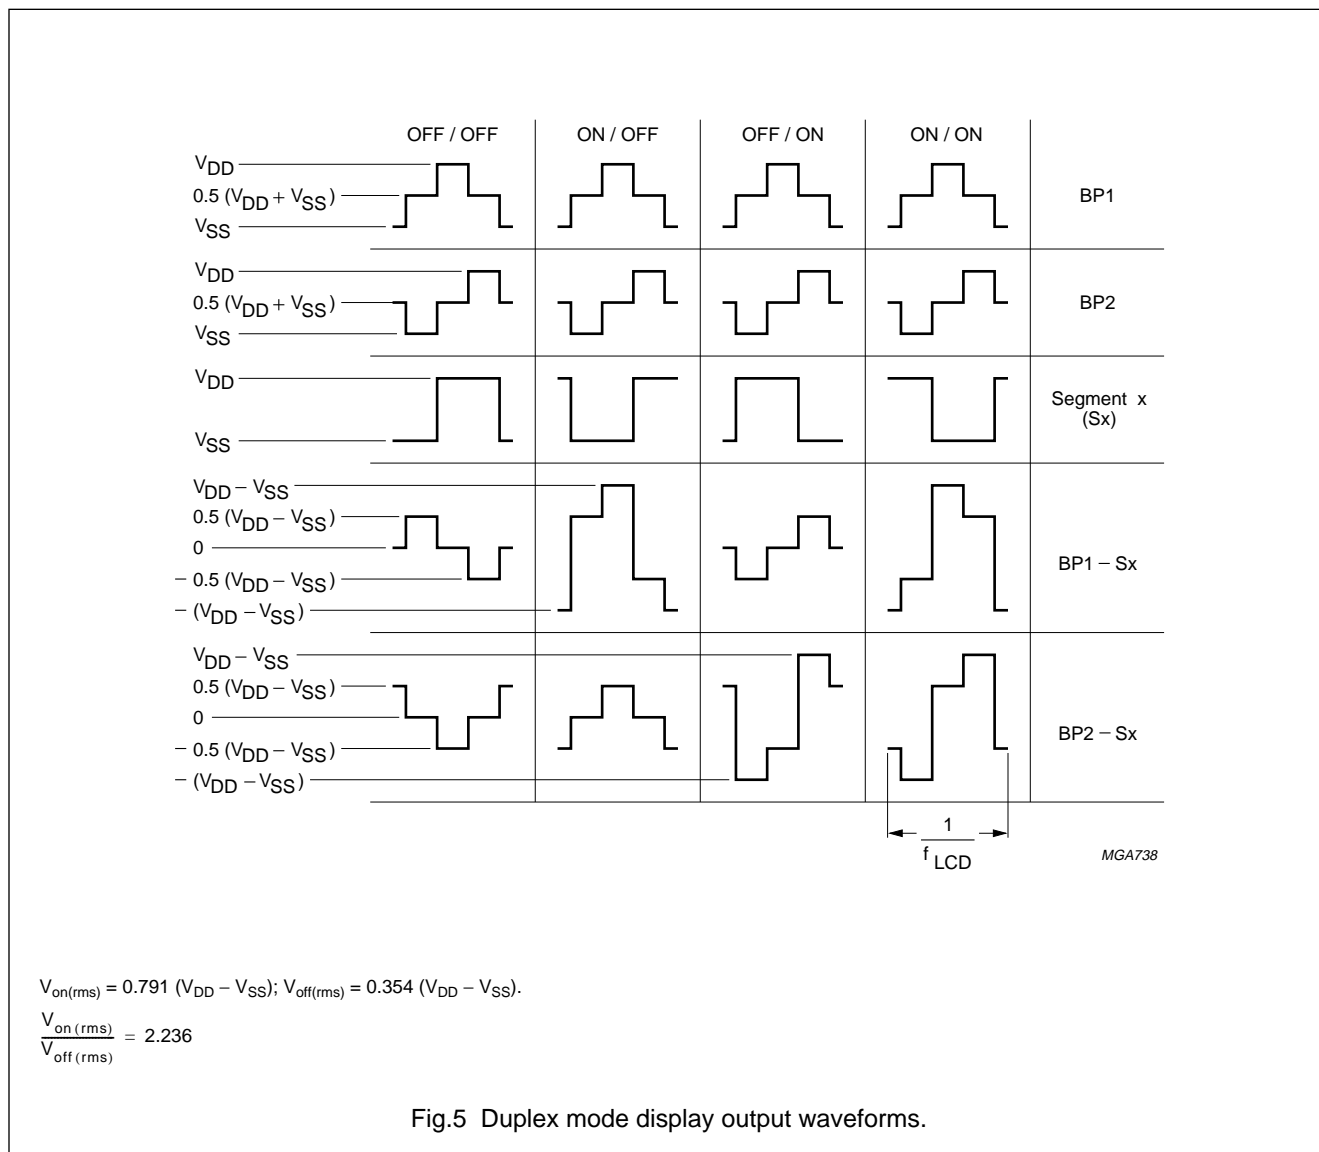 OFF / OFF ON / OFF OFF / ON ON / ON
VDD
0.5 (VDD + VSS)
VSS
BP1
VDD
0.5 (VDD + VSS)
VSS
BP2
VDD
VSS
Segment x
(Sx)
VDD − VSS
0.5 (VDD − VSS)
0
− 0.5 (VDD − VSS)
− (VDD − VSS)
BP1 − Sx
VDD − VSS
0.5 (VDD − VSS)
0
− 0.5 (VDD − VSS)
− (VDD − VSS)
BP2 − Sx
1
f LCD
MGA738
Von(rms) = 0.791 (VDD − VSS); Voff(rms) = 0.354 (VDD − VSS).
Von (rms)
Voff (rms)
= 2.236
Fig.5 Duplex mode display output waveforms.